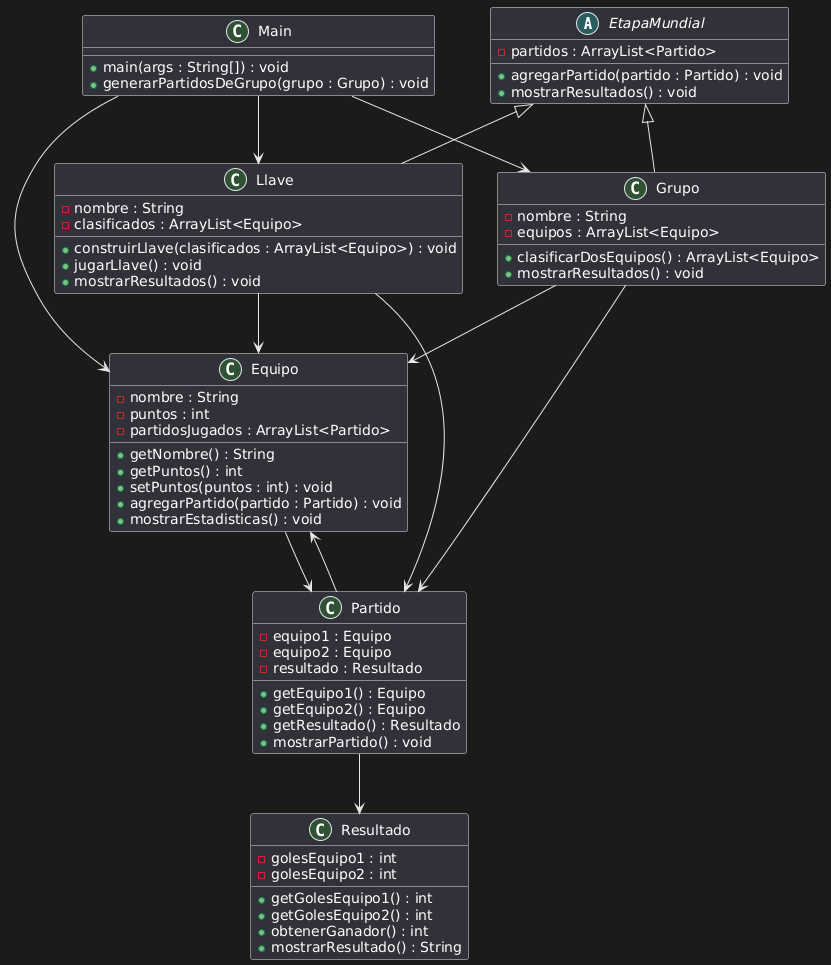 C Main
main(args : String[]) : void
generarPartidosDeGrupo(grupo : Grupo) : void
A EtapaMundial
partidos : ArrayList<Partido>
agregarPartido(partido : Partido) : void
mostrarResultados() : void
C Llave
nombre : String
clasificados : ArrayList<Equipo>
construirLlave(clasificados : ArrayList<Equipo>) : void
jugarLlave() : void
mostrarResultados() : void
C Grupo
nombre : String
equipos : ArrayList<Equipo>
clasificarDosEquipos() : ArrayList<Equipo>
mostrarResultados() : void
C Equipo
nombre : String
puntos : int
partidosJugados : ArrayList<Partido>
getNombre() : String
getPuntos() : int
setPuntos(puntos : int) : void
agregarPartido(partido : Partido) : void
mostrarEstadisticas() : void
C Partido
equipo1 : Equipo
equipo2 : Equipo
resultado : Resultado
getEquipo1() : Equipo
getEquipo2() : Equipo
getResultado() : Resultado
mostrarPartido() : void
C Resultado
golesEquipo1 : int
golesEquipo2 : int
getGolesEquipo1() : int
getGolesEquipo2() : int
obtenerGanador() : int
mostrarResultado() : String